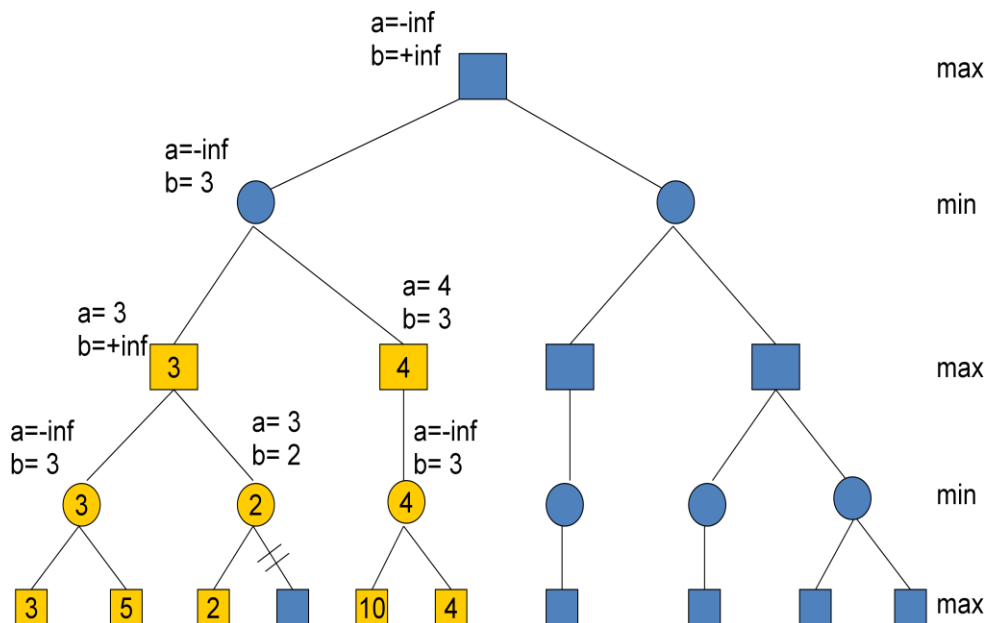 a=-inf
b=+inf
max
a=-inf
b= 3
min
a= 4
b= 3
a= 3
b=+inf
3
4
max
a=-inf
b= 3
a= 3
b= 2
a=-inf
b= 3
3
2
4
min
3
5
2
10
4
max